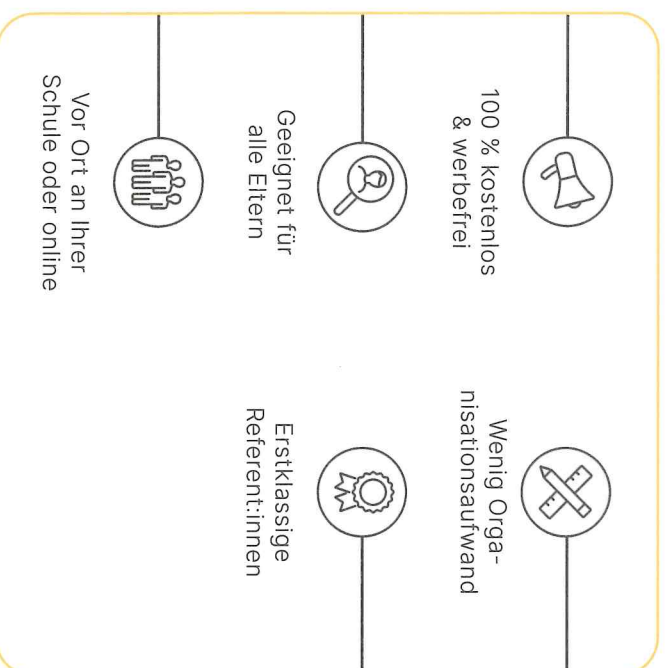 100 % kostenlos
& werbefrei
Wenig Orga-
nisationsaufwand
Geeignet für
alle Eltern
Erstklassige
Referent:innen
Vor Ort an Ihrer
Schule oder online